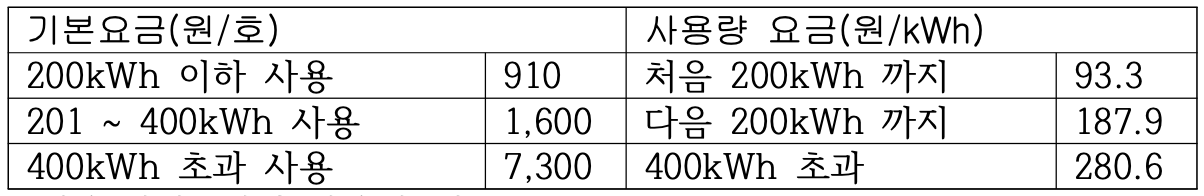 기본요금(원/호) 사용량 요금(원/kWh)
200kWh 이하 사용 910 처음 200kWh 까지 93.3
201 ~ 400kWh 사용 1,600 다음 200kWh 까지 187.9
400kWh 초과 사용 7,300 400kWh 초과 280.6